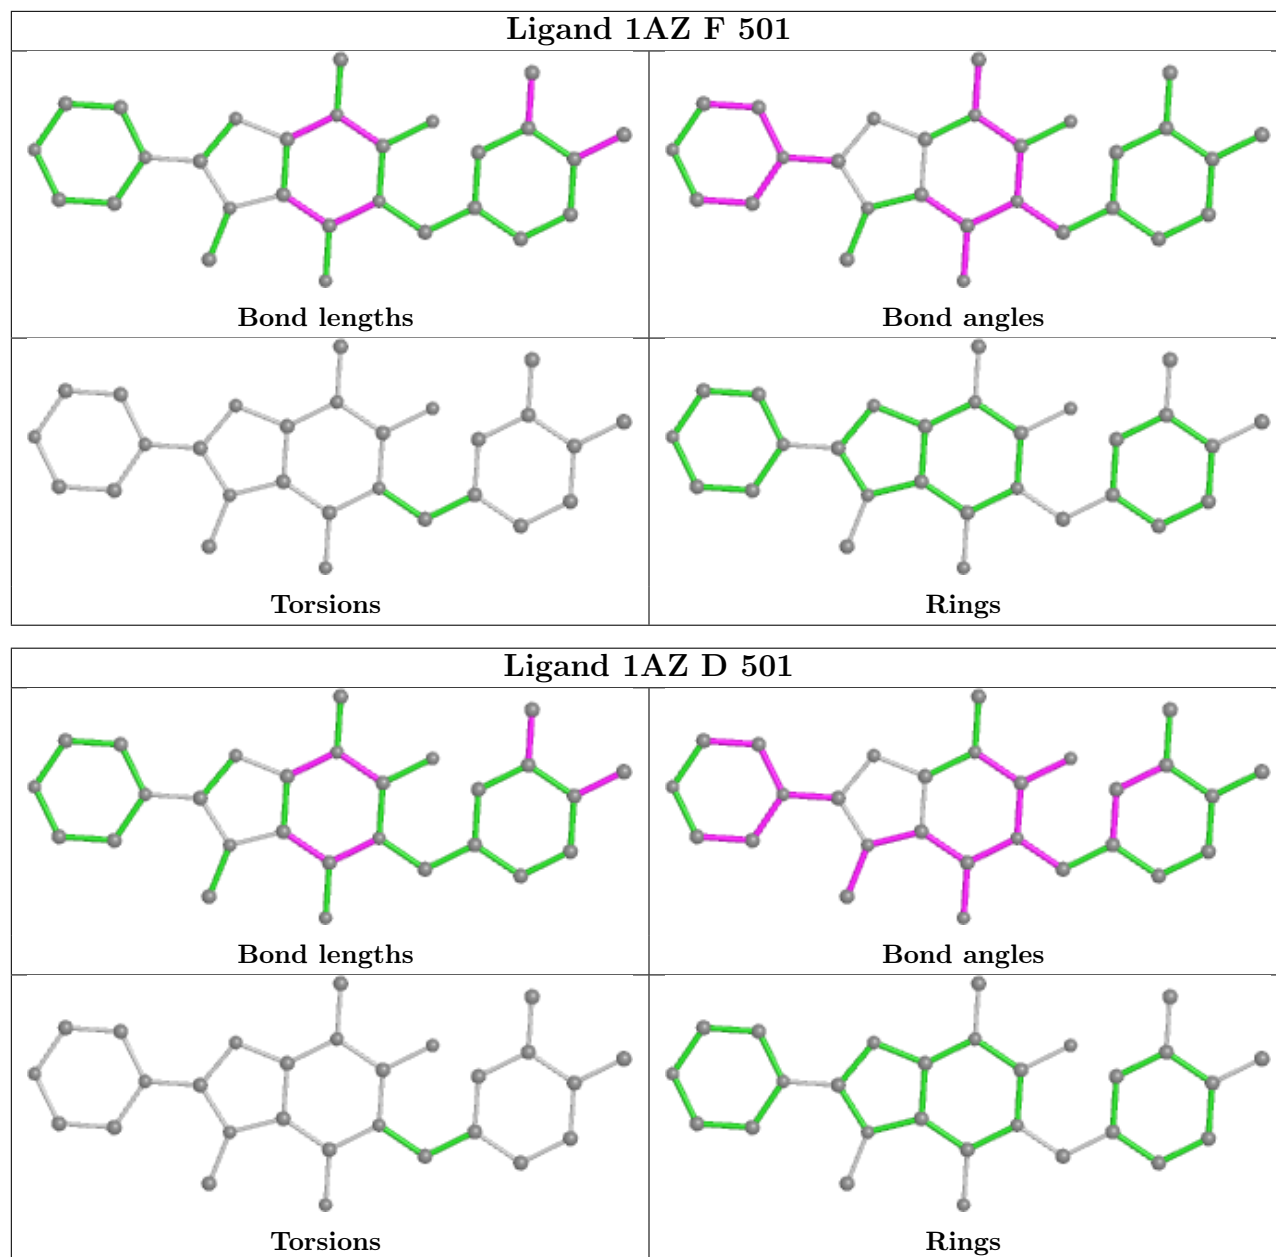 Ligand 1AZ F 501
Bond lengths
Bond angles
Torsions
Rings
Ligand 1AZ D 501
Bond lengths
Bond angles
Torsions
Rings